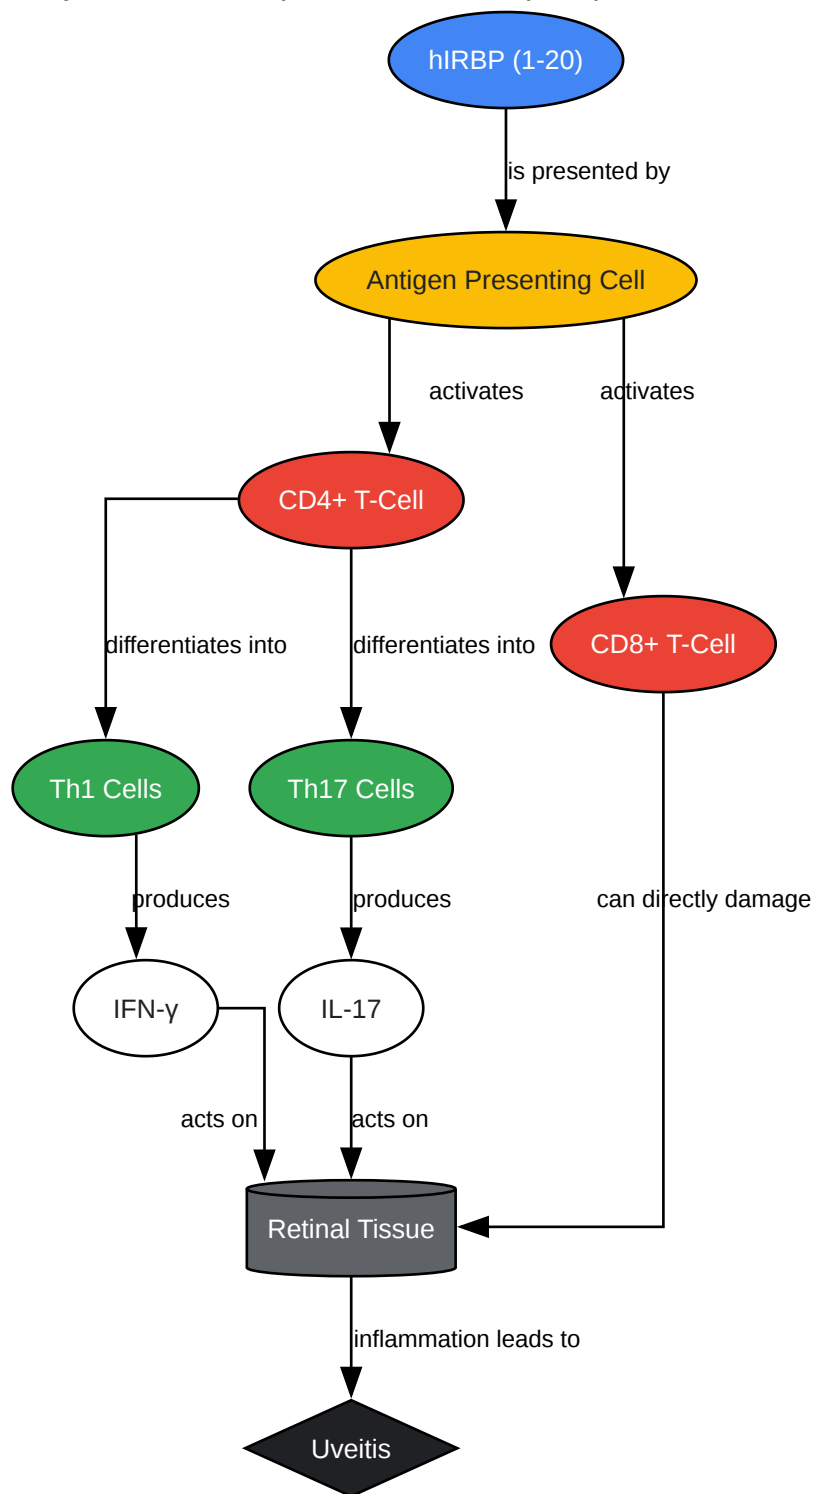 hIRBP (1-20)
is presented by
Antigen Presenting Cell
activates
activates
CD4+ T-Cell
differentiates into
differentiates into
CD8+ T-Cell
Th1 Cells
Th17 Cells
produces
produces
can directly damage
IFN-γ
IL-17
acts on
acts on
Retinal Tissue
inflammation leads to
Uveitis